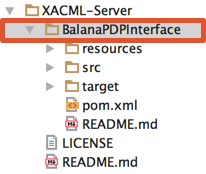 XACML-Server
BalanaPDPInterface
resources
src
target
pom.xml
README.md
LICENSE
README.md